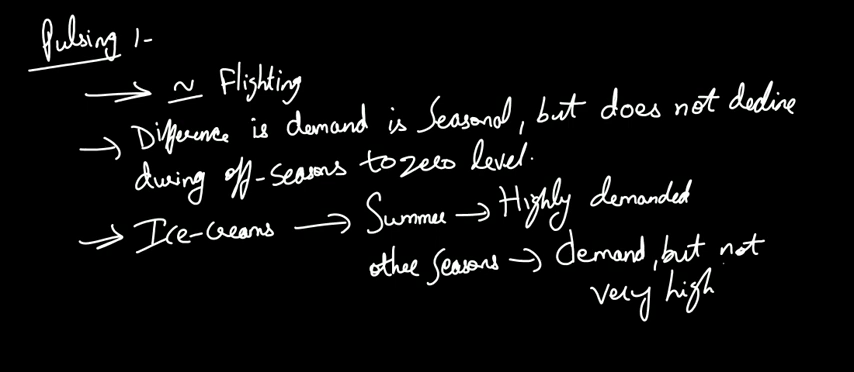 Pulsing :-
→ ~ Flighting
→ Difference is demand is Seasonal, but does not decline
during off-seasons to zero level.
→ Ice-creams → Summer → Highly demanded
other Seasons → demand, but not
very high